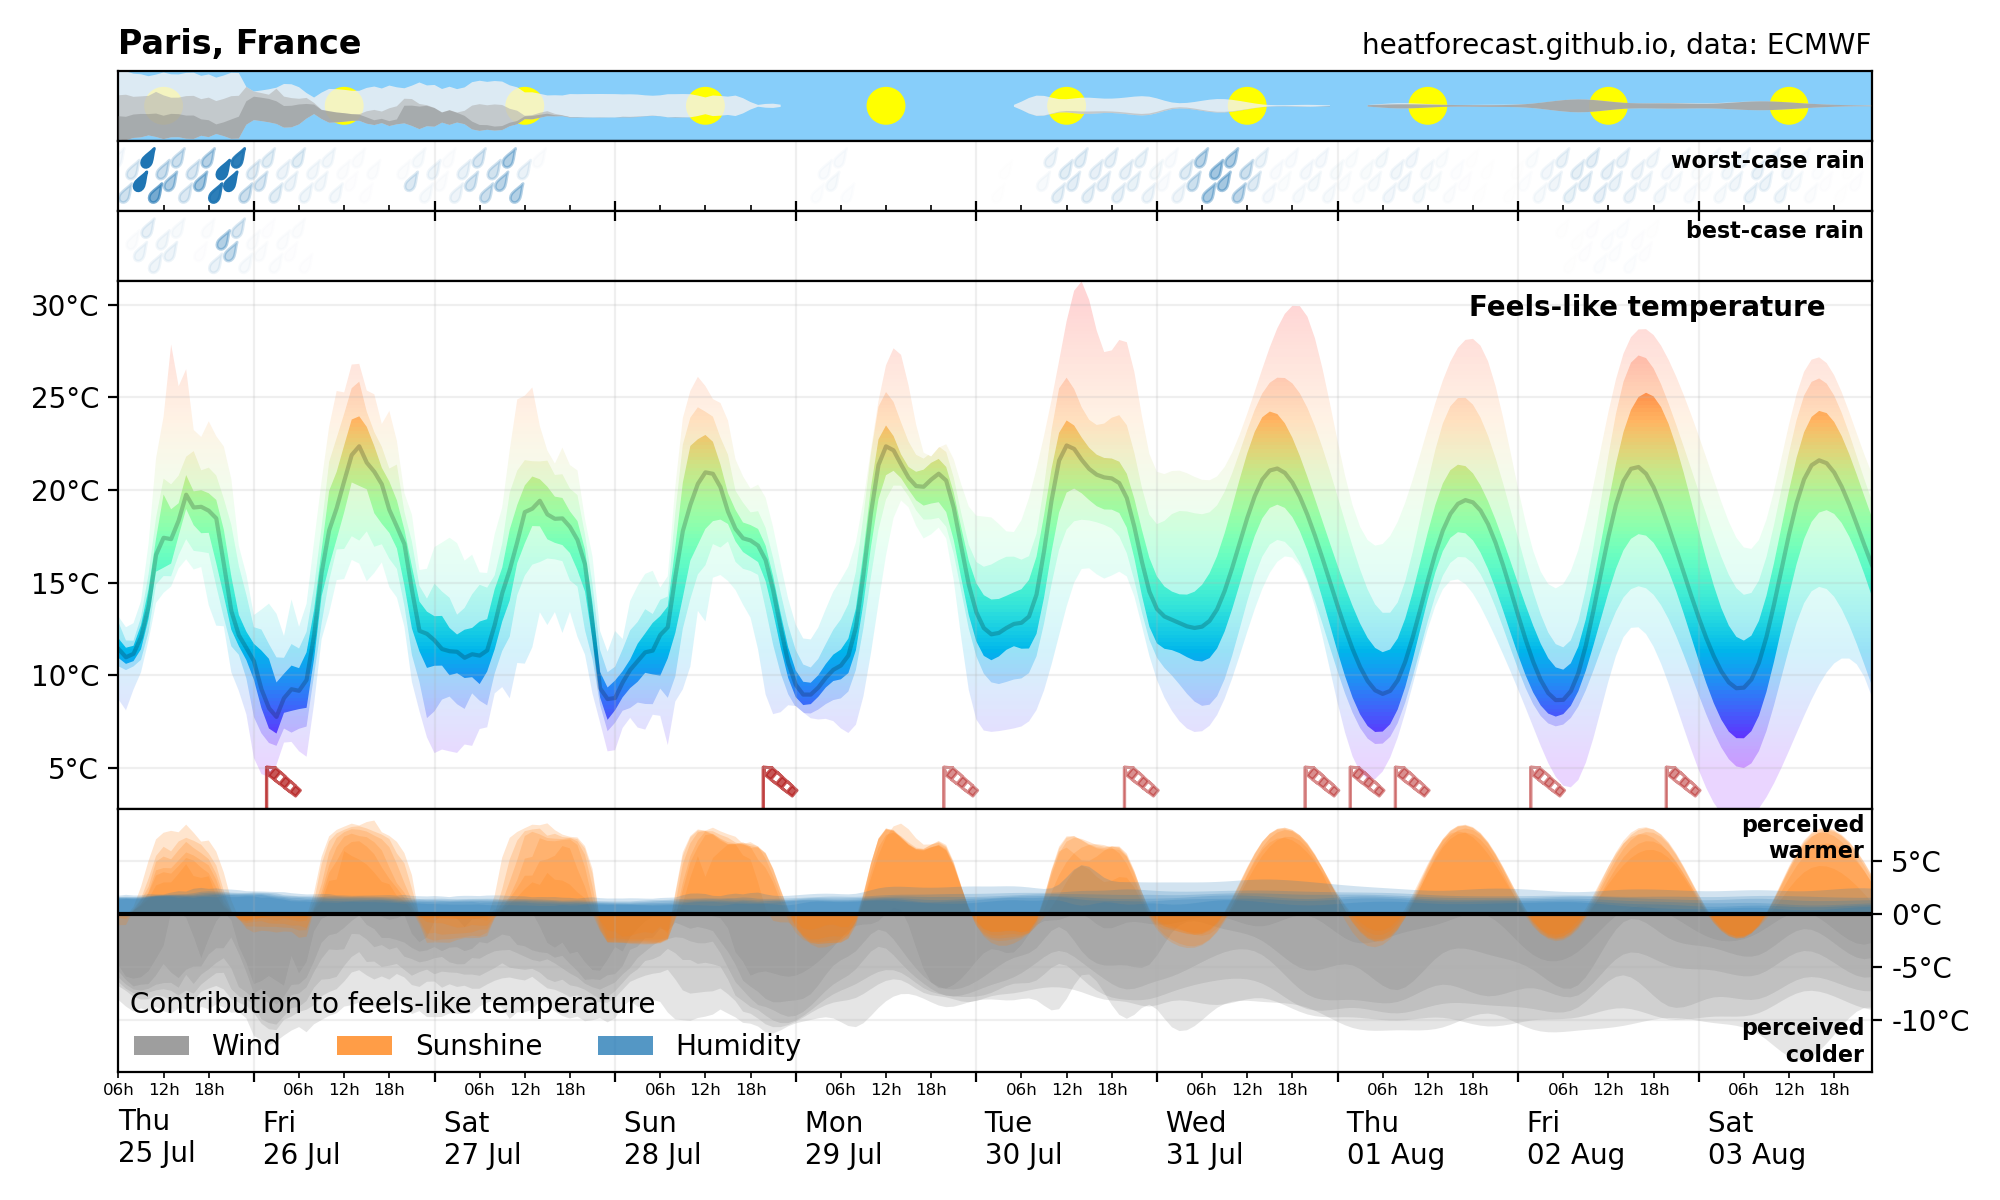 Paris, France
heatforecast.github.io, data: ECMWF
worst-case rain
best-case rain
Feels-like temperature
30°C
25°C
20°C
15°C
10°C
5°C
perceived
warmer
5°C
0°C
-5°C
-10°C
perceived
colder
Contribution to feels-like temperature
Wind Sunshine Humidity
06h 12h 18h 06h 12h 18h 06h 12h 18h 06h 12h 18h 06h 12h 18h 06h 12h 18h 06h 12h 18h 06h 12h 18h 06h 12h 18h 06h 12h 18h
Thu Fri Sat Sun Mon Tue Wed Thu Fri Sat
25 Jul 26 Jul 27 Jul 28 Jul 29 Jul 30 Jul 31 Jul 01 Aug 02 Aug 03 Aug